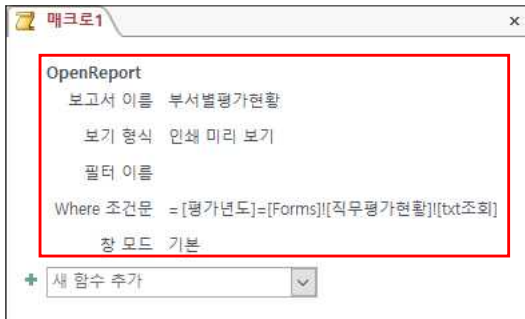 매크로1
OpenReport
보고서 이름 부서별평가현황
보기 형식 인쇄 미리 보기
필터 이름
Where 조건문 =[평가년도]=[Forms]![직무평가현황]![txt조회]
창 모드 기본
새 함수 추가